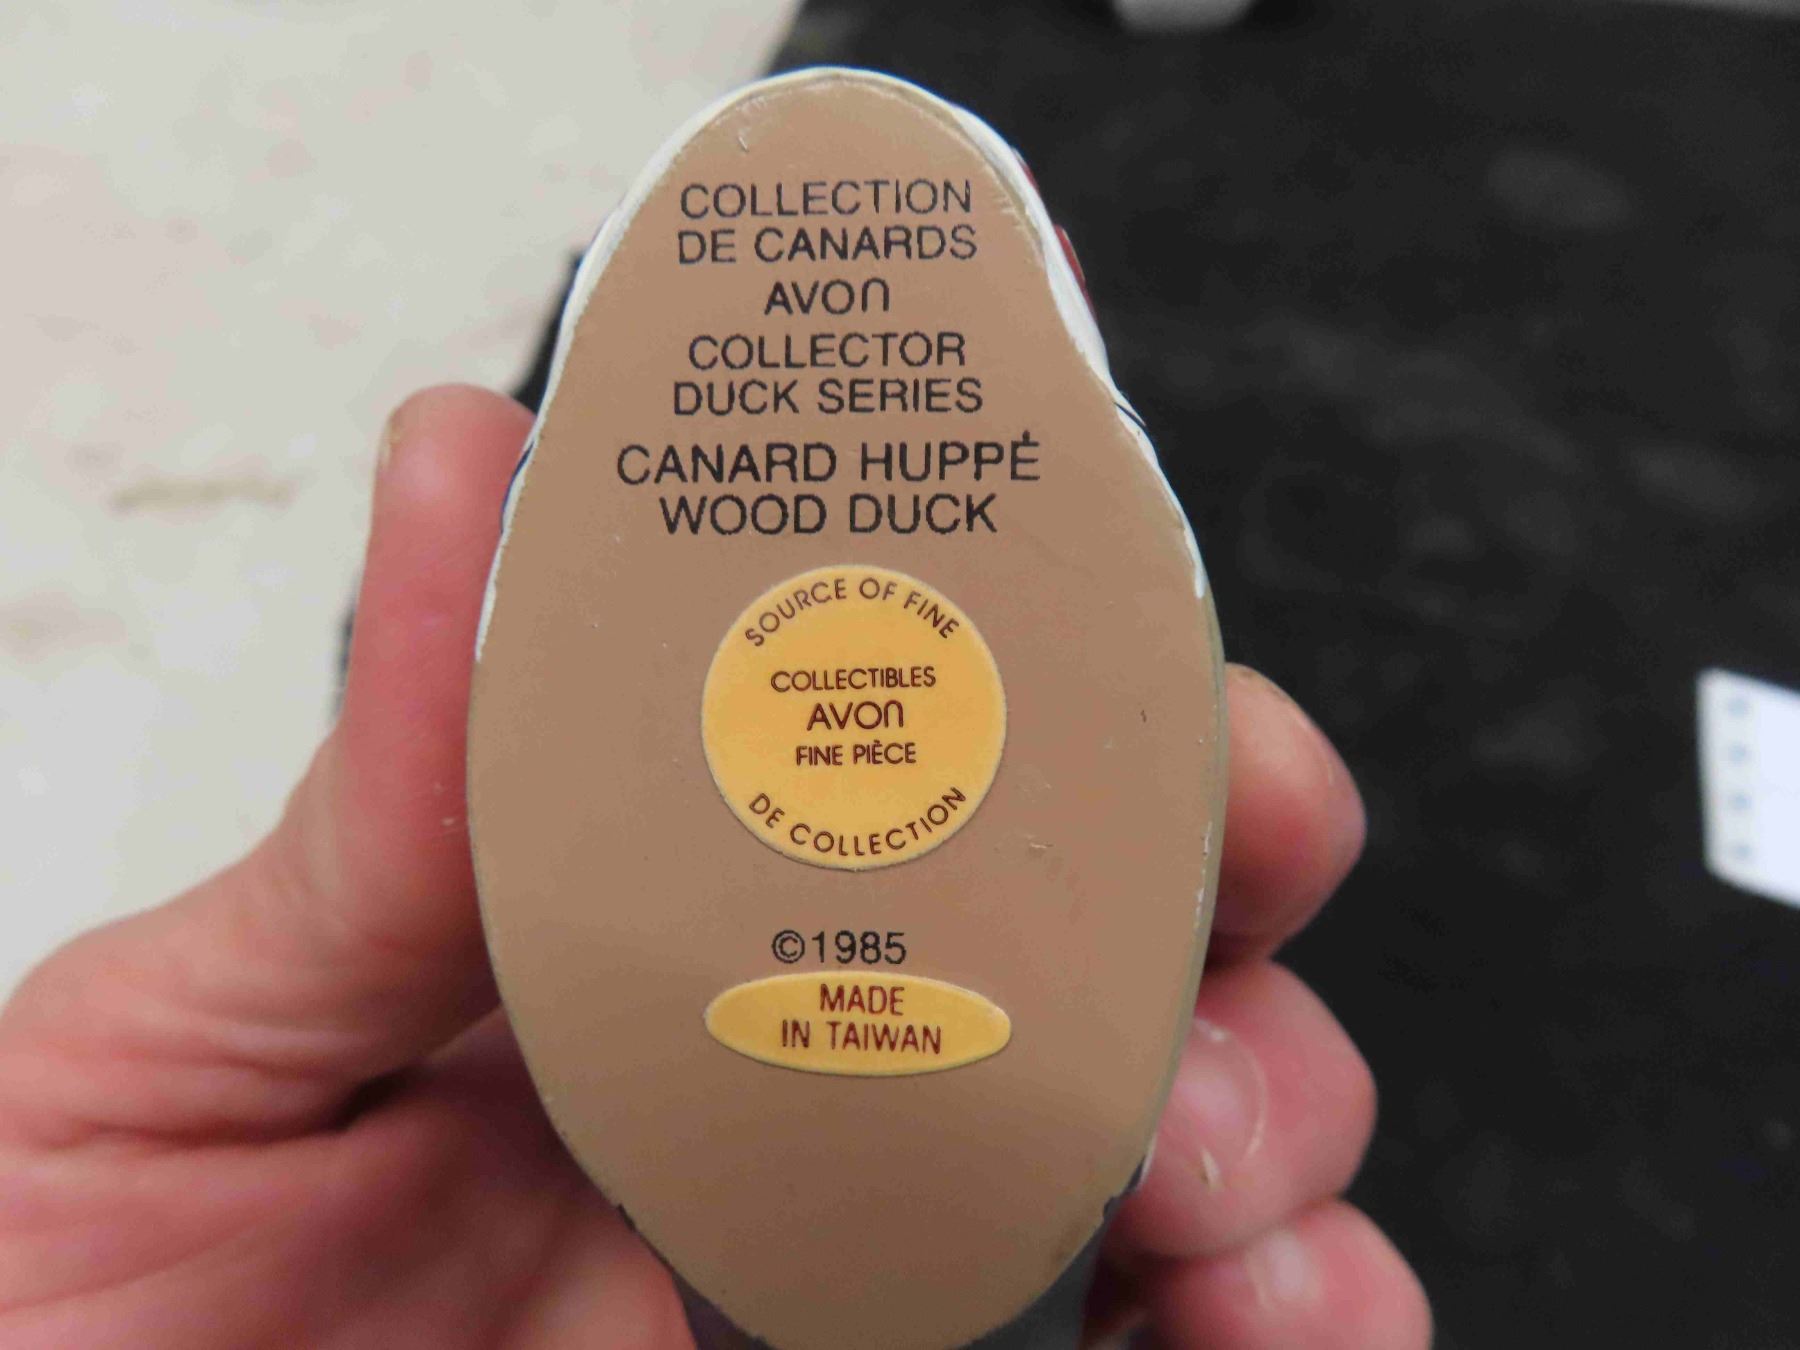 COLLECTION
DE CANARDS
AVON
COLLECTOR
DUCK SERIES
CANARD HUPPÉ
WOOD DUCK
SOURCE OF FINE
COLLECTIBLES
AVON
FINE PIÈCE
DE COLLECTION
©1985
MADE
IN TAIWAN